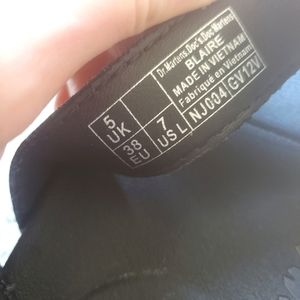 Dr.Martens.Doc's.Doc Martens
BLAIRE
MADE IN VIETNAM
Fabriqué en Vietnam
NJ004 GV12V
5
UK
38
EU
7
US L